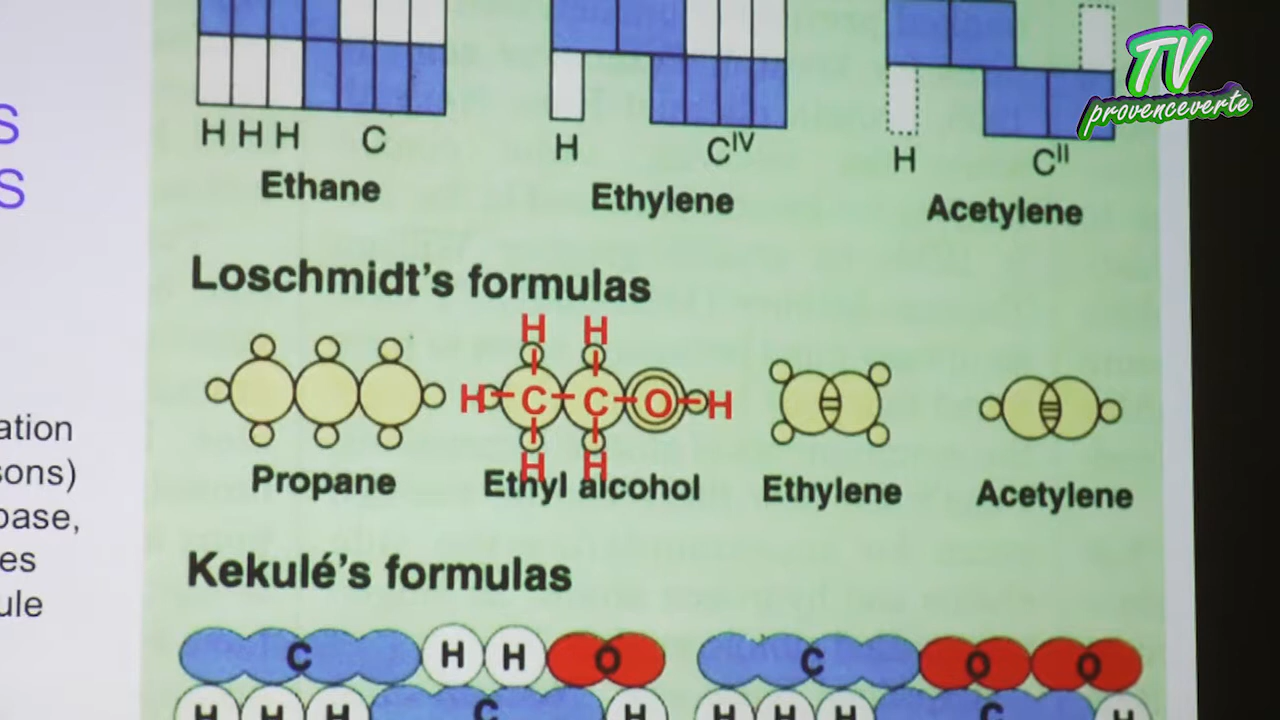 TV
provenceverte
S
S
H H H C
H
C^IV
H
C^II
Ethane
Ethylene
Acetylene
Loschmidt's formulas
H H
H C C O H
H H
Propane
Ethyl alcohol
Ethylene
Acetylene
ation
sons)
base,
es
ule
Kekulé's formulas
C H H O
C O O
H H H C H
H H H C H